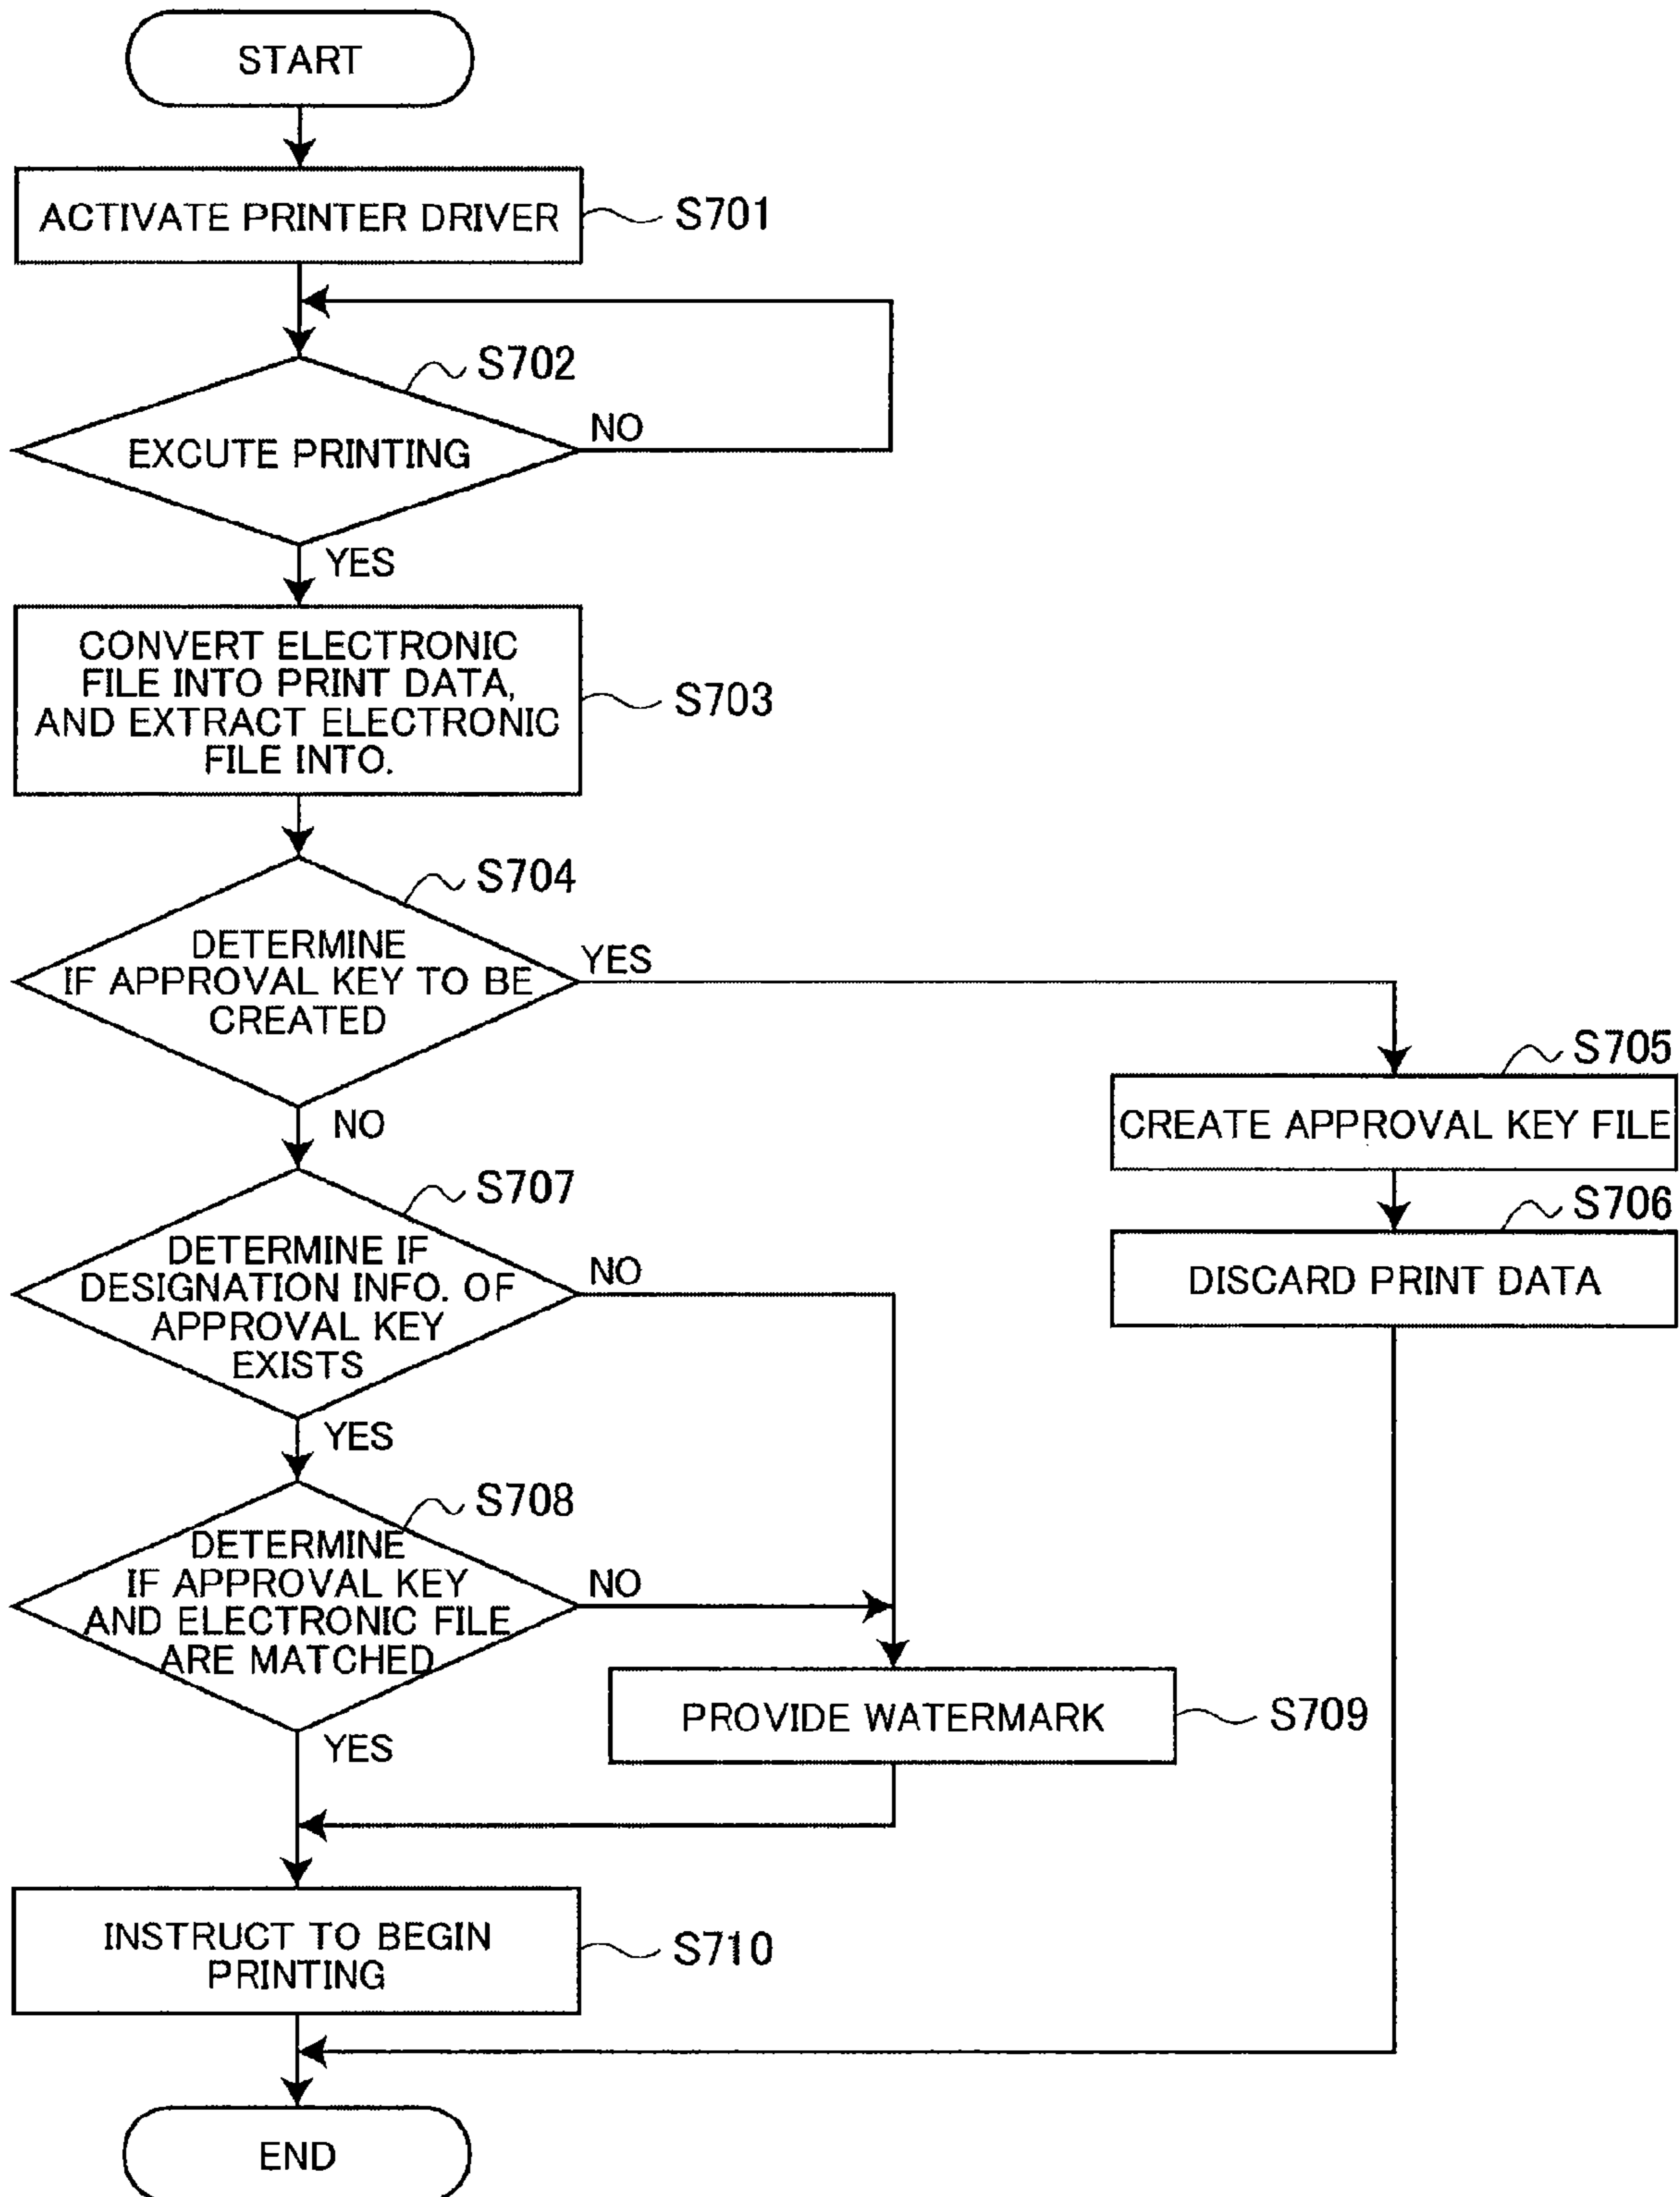 START
ACTIVATE PRINTER DRIVER
S701
S702
EXCUTE PRINTING
NO
YES
CONVERT ELECTRONIC
FILE INTO PRINT DATA,
AND EXTRACT ELECTRONIC
FILE INTO.
S703
S704
DETERMINE
IF APPROVAL KEY TO BE
CREATED
YES
NO
S705
CREATE APPROVAL KEY FILE
S706
DISCARD PRINT DATA
S707
DETERMINE IF
DESIGNATION INFO. OF
APPROVAL KEY
EXISTS
NO
YES
S708
DETERMINE
IF APPROVAL KEY
AND ELECTRONIC FILE
ARE MATCHED
NO
YES
PROVIDE WATERMARK
S709
INSTRUCT TO BEGIN
PRINTING
S710
END